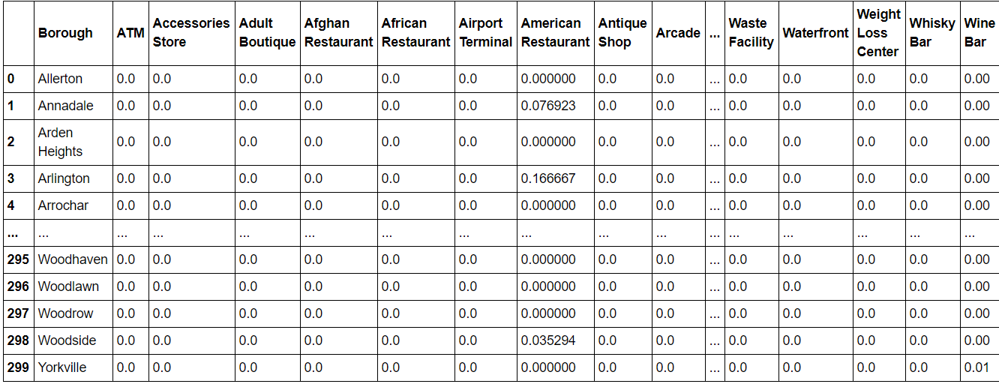 Borough ATM Accessories Store Adult Boutique Afghan Restaurant African Restaurant Airport Terminal American Restaurant Antique Shop Arcade ... Waste Facility Waterfront Weight Loss Center Whisky Bar Wine Bar
0 Allerton 0.0 0.0 0.0 0.0 0.0 0.0 0.000000 0.0 0.0 ... 0.0 0.0 0.0 0.0 0.00
1 Annadale 0.0 0.0 0.0 0.0 0.0 0.0 0.076923 0.0 0.0 ... 0.0 0.0 0.0 0.0 0.00
2 Arden Heights 0.0 0.0 0.0 0.0 0.0 0.0 0.000000 0.0 0.0 ... 0.0 0.0 0.0 0.0 0.00
3 Arlington 0.0 0.0 0.0 0.0 0.0 0.0 0.166667 0.0 0.0 ... 0.0 0.0 0.0 0.0 0.00
4 Arrochar 0.0 0.0 0.0 0.0 0.0 0.0 0.000000 0.0 0.0 ... 0.0 0.0 0.0 0.0 0.00
... ... ... ... ... ... ... ... ... ... ... ... ... ... ... ... ...
295 Woodhaven 0.0 0.0 0.0 0.0 0.0 0.0 0.000000 0.0 0.0 ... 0.0 0.0 0.0 0.0 0.00
296 Woodlawn 0.0 0.0 0.0 0.0 0.0 0.0 0.000000 0.0 0.0 ... 0.0 0.0 0.0 0.0 0.00
297 Woodrow 0.0 0.0 0.0 0.0 0.0 0.0 0.000000 0.0 0.0 ... 0.0 0.0 0.0 0.0 0.00
298 Woodside 0.0 0.0 0.0 0.0 0.0 0.0 0.035294 0.0 0.0 ... 0.0 0.0 0.0 0.0 0.00
299 Yorkville 0.0 0.0 0.0 0.0 0.0 0.0 0.000000 0.0 0.0 ... 0.0 0.0 0.0 0.0 0.01